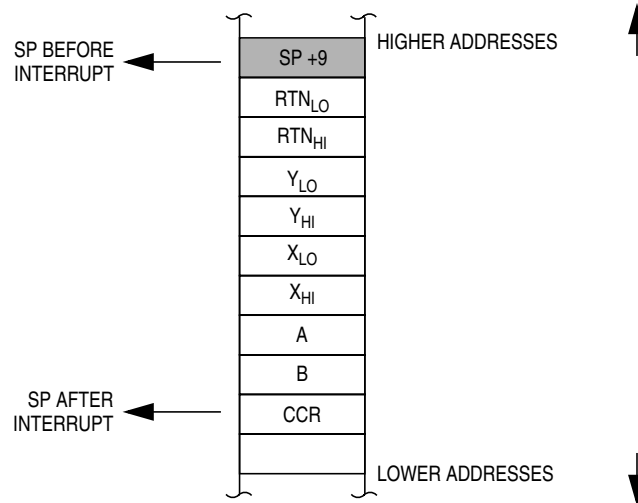 HIGHER ADDRESSES
SP BEFORE
INTERRUPT
SP +9
RTNLO
RTNHI
YLO
YHI
XLO
XHI
A
B
SP AFTER
INTERRUPT
CCR
LOWER ADDRESSES